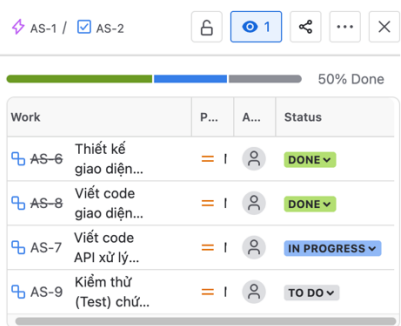 AS-1 / AS-2 1
50% Done
Work P... A... Status
AS-6 Thiết kế giao diện... DONE
AS-8 Viết code giao diện... DONE
AS-7 Viết code API xử lý... IN PROGRESS
AS-9 Kiểm thử (Test) chứ... TO DO